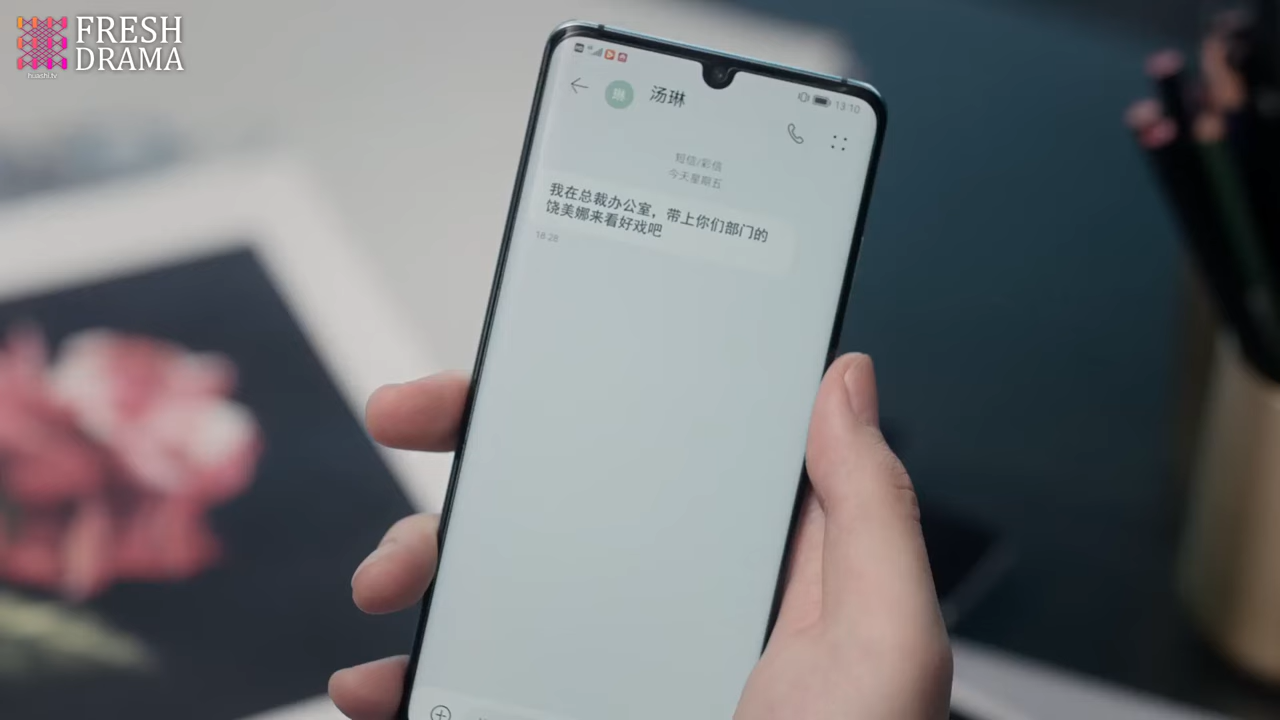 FRESH
DRAMA
huashi.tv
13:10
琳
汤琳
短信/彩信
今天星期五
我在总裁办公室，带上你们部门的
饶美娜来看好戏吧
18:28